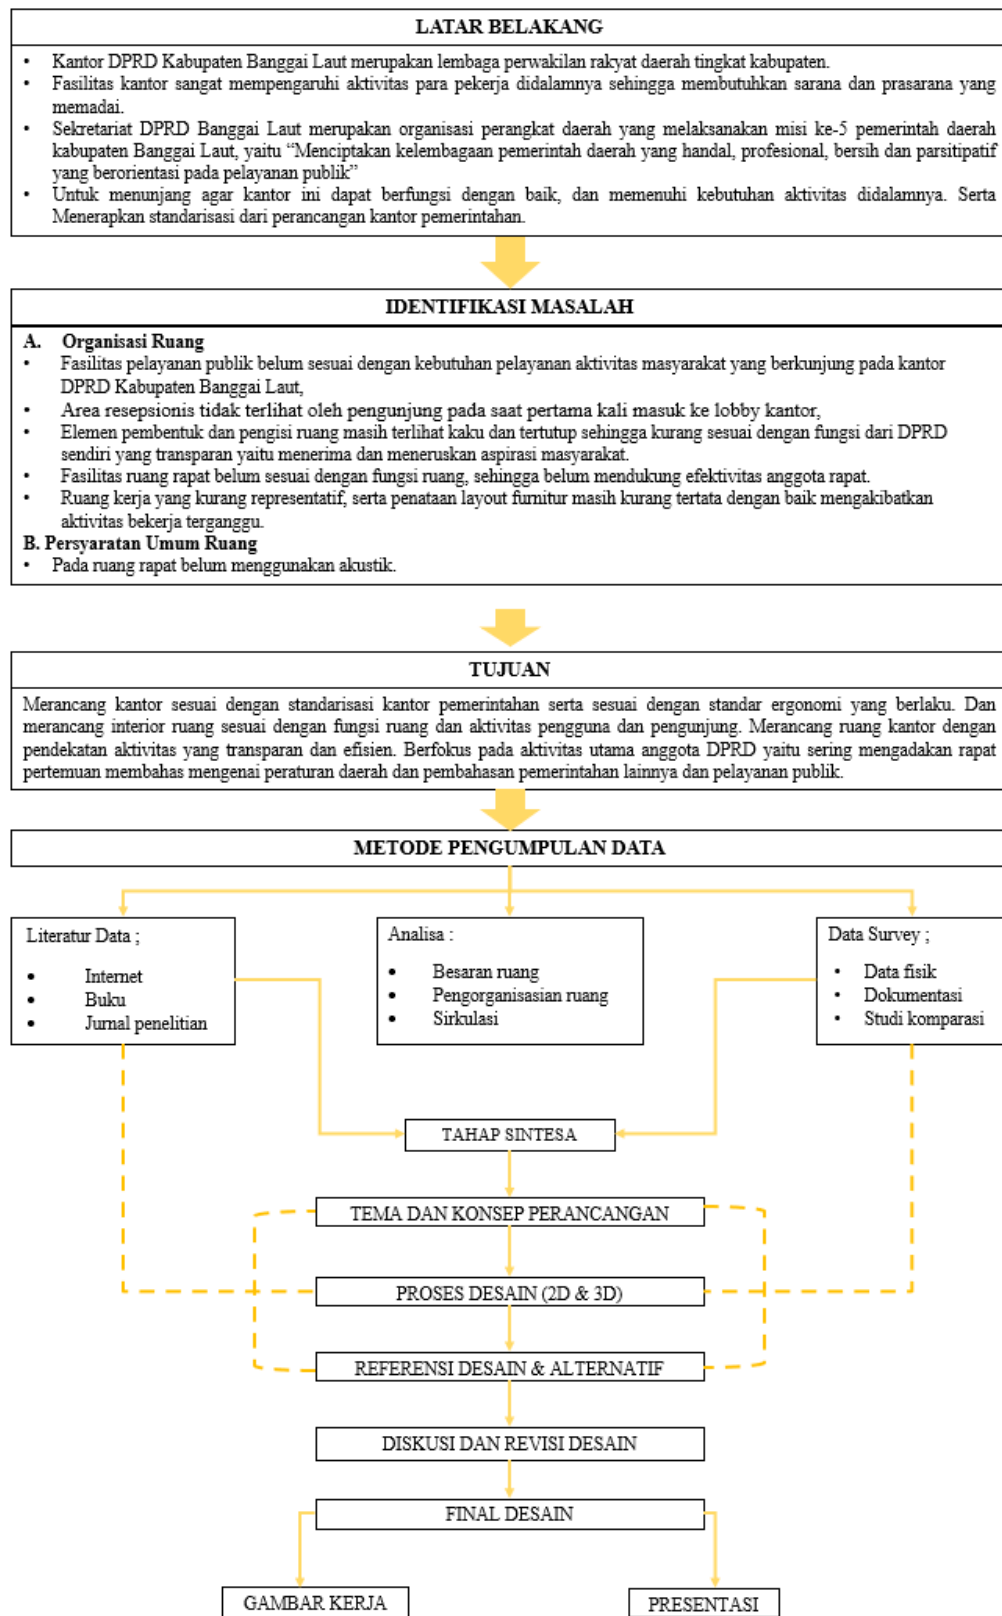 LATAR BELAKANG
• Kantor DPRD Kabupaten Banggai Laut merupakan lembaga perwakilan rakyat daerah tingkat kabupaten.
• Fasilitas kantor sangat mempengaruhi aktivitas para pekerja didalamnya sehingga membutuhkan sarana dan prasarana yang
memadai.
• Sekretariat DPRD Banggai Laut merupakan organisasi perangkat daerah yang melaksanakan misi ke-5 pemerintah daerah
kabupaten Banggai Laut, yaitu “Menciptakan kelembagaan pemerintah daerah yang handal, profesional, bersih dan parsitipatif
yang berorientasi pada pelayanan publik”
• Untuk menunjang agar kantor ini dapat berfungsi dengan baik, dan memenuhi kebutuhan aktivitas didalamnya. Serta
Menerapkan standarisasi dari perancangan kantor pemerintahan.
IDENTIFIKASI MASALAH
A. Organisasi Ruang
• Fasilitas pelayanan publik belum sesuai dengan kebutuhan pelayanan aktivitas masyarakat yang berkunjung pada kantor
DPRD Kabupaten Banggai Laut,
• Area resepsionis tidak terlihat oleh pengunjung pada saat pertama kali masuk ke lobby kantor,
• Elemen pembentuk dan pengisi ruang masih terlihat kaku dan tertutup sehingga kurang sesuai dengan fungsi dari DPRD
sendiri yang transparan yaitu menerima dan meneruskan aspirasi masyarakat.
• Fasilitas ruang rapat belum sesuai dengan fungsi ruang, sehingga belum mendukung efektivitas anggota rapat.
• Ruang kerja yang kurang representatif, serta penataan layout furnitur masih kurang tertata dengan baik mengakibatkan
aktivitas bekerja terganggu.
B. Persyaratan Umum Ruang
• Pada ruang rapat belum menggunakan akustik.
TUJUAN
Merancang kantor sesuai dengan standarisasi kantor pemerintahan serta sesuai dengan standar ergonomi yang berlaku. Dan
merancang interior ruang sesuai dengan fungsi ruang dan aktivitas pengguna dan pengunjung. Merancang ruang kantor dengan
pendekatan aktivitas yang transparan dan efisien. Berfokus pada aktivitas utama anggota DPRD yaitu sering mengadakan rapat
pertemuan membahas mengenai peraturan daerah dan pembahasan pemerintahan lainnya dan pelayanan publik.
METODE PENGUMPULAN DATA
Literatur Data ;
• Internet
• Buku
• Jurnal penelitian
Analisa :
• Besaran ruang
• Pengorganisasian ruang
• Sirkulasi
Data Survey ;
• Data fisik
• Dokumentasi
• Studi komparasi
TAHAP SINTESA
TEMA DAN KONSEP PERANCANGAN
PROSES DESAIN (2D & 3D)
REFERENSI DESAIN & ALTERNATIF
DISKUSI DAN REVISI DESAIN
FINAL DESAIN
GAMBAR KERJA
PRESENTASI